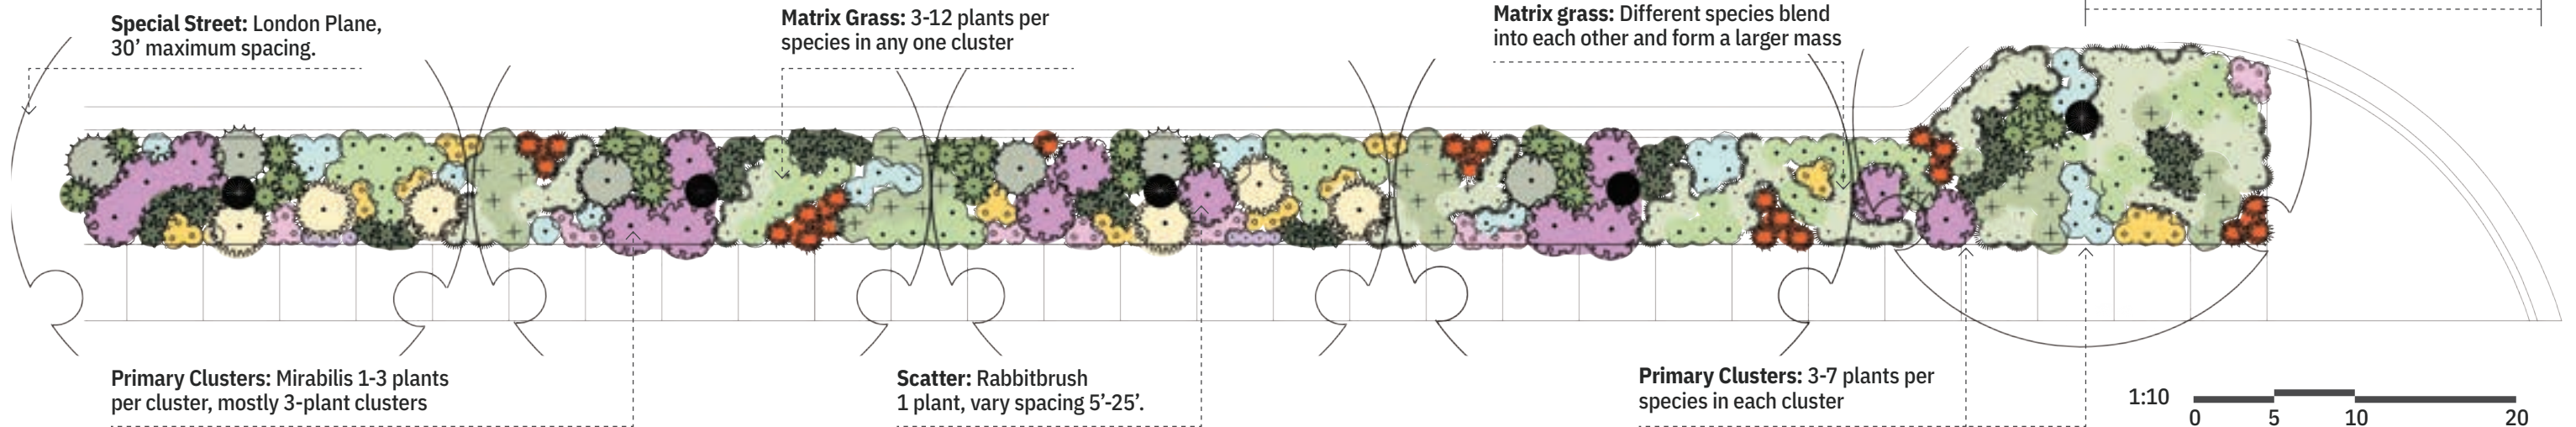 Special Street: London Plane,
30’ maximum spacing.
Matrix Grass: 3-12 plants per
species in any one cluster
Matrix grass: Different species blend
into each other and form a larger mass
Primary Clusters: Mirabilis 1-3 plants
per cluster, mostly 3-plant clusters
Scatter: Rabbitbrush
1 plant, vary spacing 5’-25’.
Primary Clusters: 3-7 plants per
species in each cluster
1:10
0 5 10 20